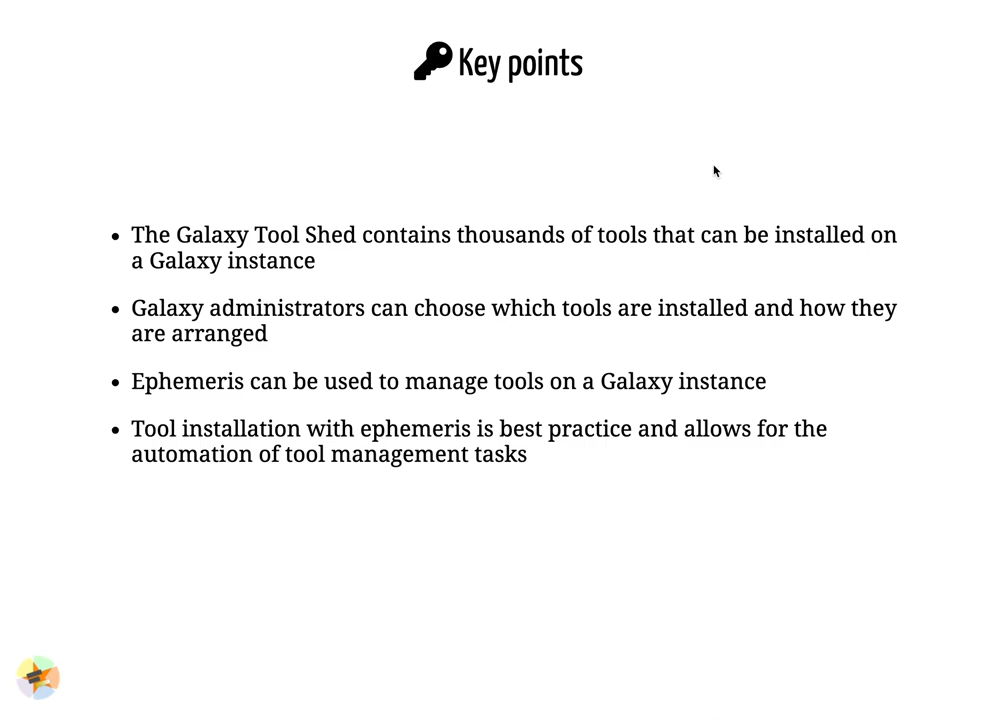 Key points
The Galaxy Tool Shed contains thousands of tools that can be installed on
a Galaxy instance
Galaxy administrators can choose which tools are installed and how they
are arranged
Ephemeris can be used to manage tools on a Galaxy instance
Tool installation with ephemeris is best practice and allows for the
automation of tool management tasks